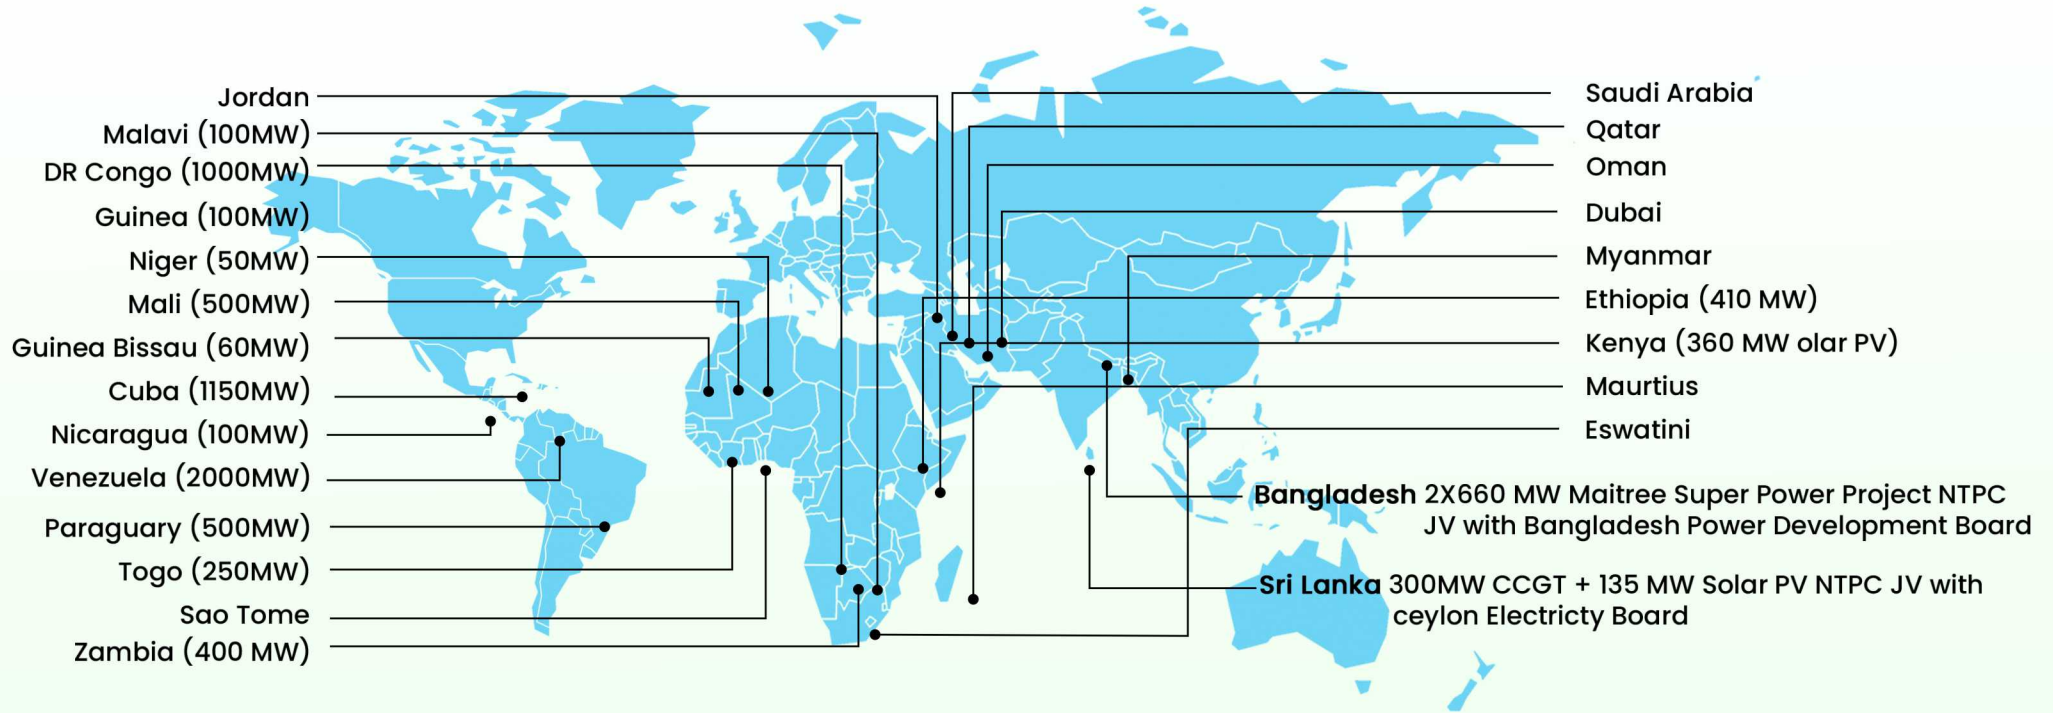 Jordan
Malavi (100MW)
DR Congo (1000MW)
Guinea (100MW)
Niger (50MW)
Mali (500MW)
Guinea Bissau (60MW)
Cuba (1150MW)
Nicaragua (100MW)
Venezuela (2000MW)
Paraguary (500MW)
Togo (250MW)
Sao Tome
Zambia (400 MW)
Saudi Arabia
Qatar
Oman
Dubai
Myanmar
Ethiopia (410 MW)
Kenya (360 MW olar PV)
Maurtius
Eswatini
Bangladesh 2X660 MW Maitree Super Power Project NTPC
JV with Bangladesh Power Development Board
Sri Lanka 300MW CCGT + 135 MW Solar PV NTPC JV with
ceylon Electricty Board